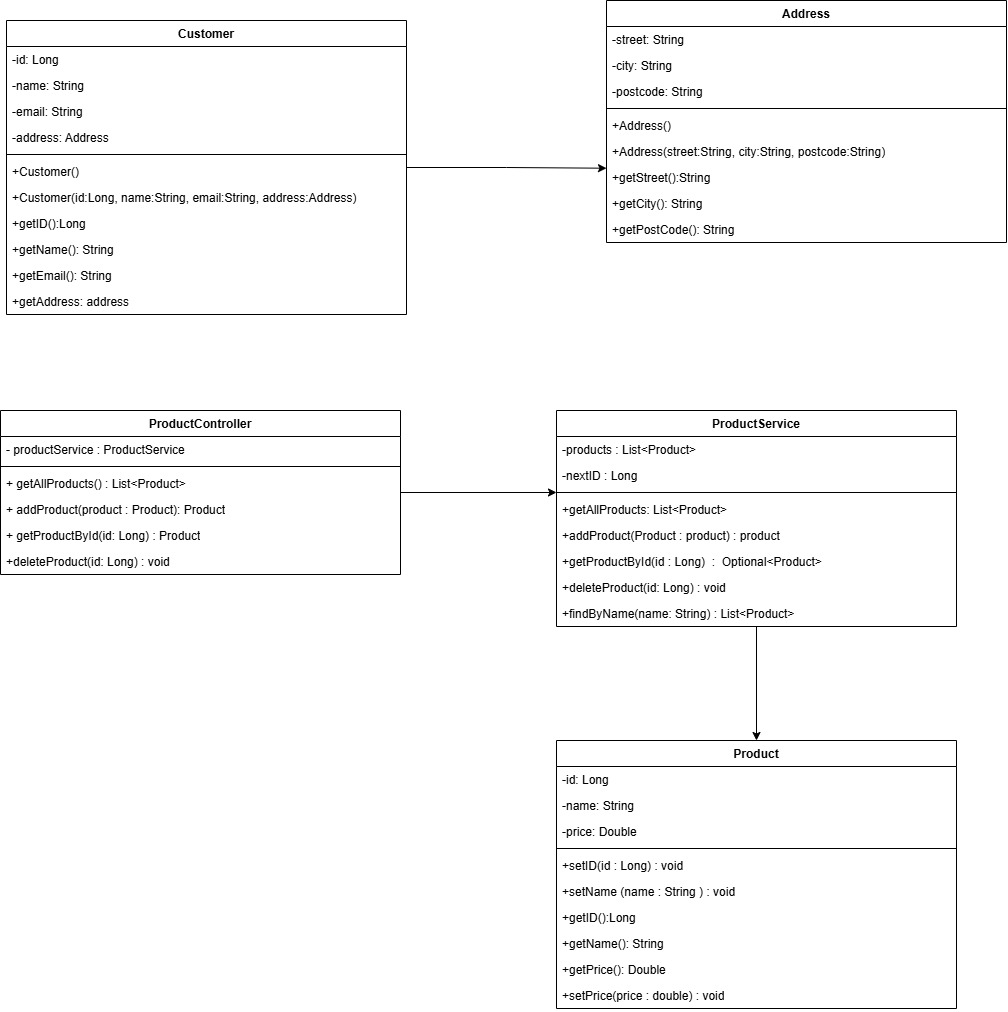 Customer
-id: Long
-name: String
-email: String
-address: Address
+Customer()
+Customer(id:Long, name:String, email:String, address:Address)
+getID():Long
+getName(): String
+getEmail(): String
+getAddress: address
Address
-street: String
-city: String
-postcode: String
+Address()
+Address(street:String, city:String, postcode:String)
+getStreet():String
+getCity(): String
+getPostCode(): String
ProductController
- productService : ProductService
+ getAllProducts() : List<Product>
+ addProduct(product : Product): Product
+ getProductById(id: Long) : Product
+deleteProduct(id: Long) : void
ProductService
-products : List<Product>
-nextID : Long
+getAllProducts: List<Product>
+addProduct(Product : product) : product
+getProductById(id : Long)  :  Optional<Product>
+deleteProduct(id: Long) : void
+findByName(name: String) : List<Product>
Product
-id: Long
-name: String
-price: Double
+setID(id : Long) : void
+setName (name : String ) : void
+getID():Long
+getName(): String
+getPrice(): Double
+setPrice(price : double) : void